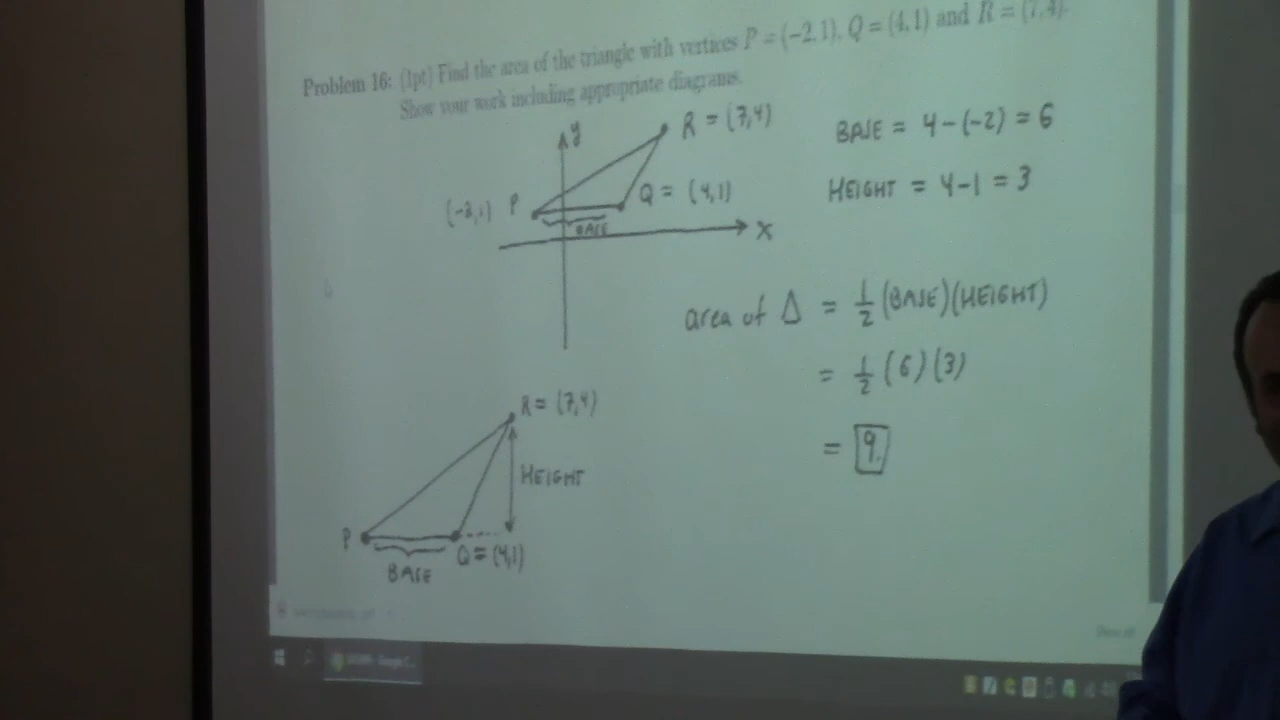 Problem 16: (1pt) Find the area of the triangle with vertices P = (−2,1), Q = (4,1) and R = (7,4).
Show your work including appropriate diagrams.
y
R = (7,4)
(-2,1) P
Q = (4,1)
BASE
x
BASE = 4-(-2) = 6
HEIGHT = 4-1 = 3
area of Δ = 1/2 (BASE)(HEIGHT)
= 1/2 (6)(3)
= 9.
R = (7,4)
HEIGHT
P
Q = (4,1)
BASE